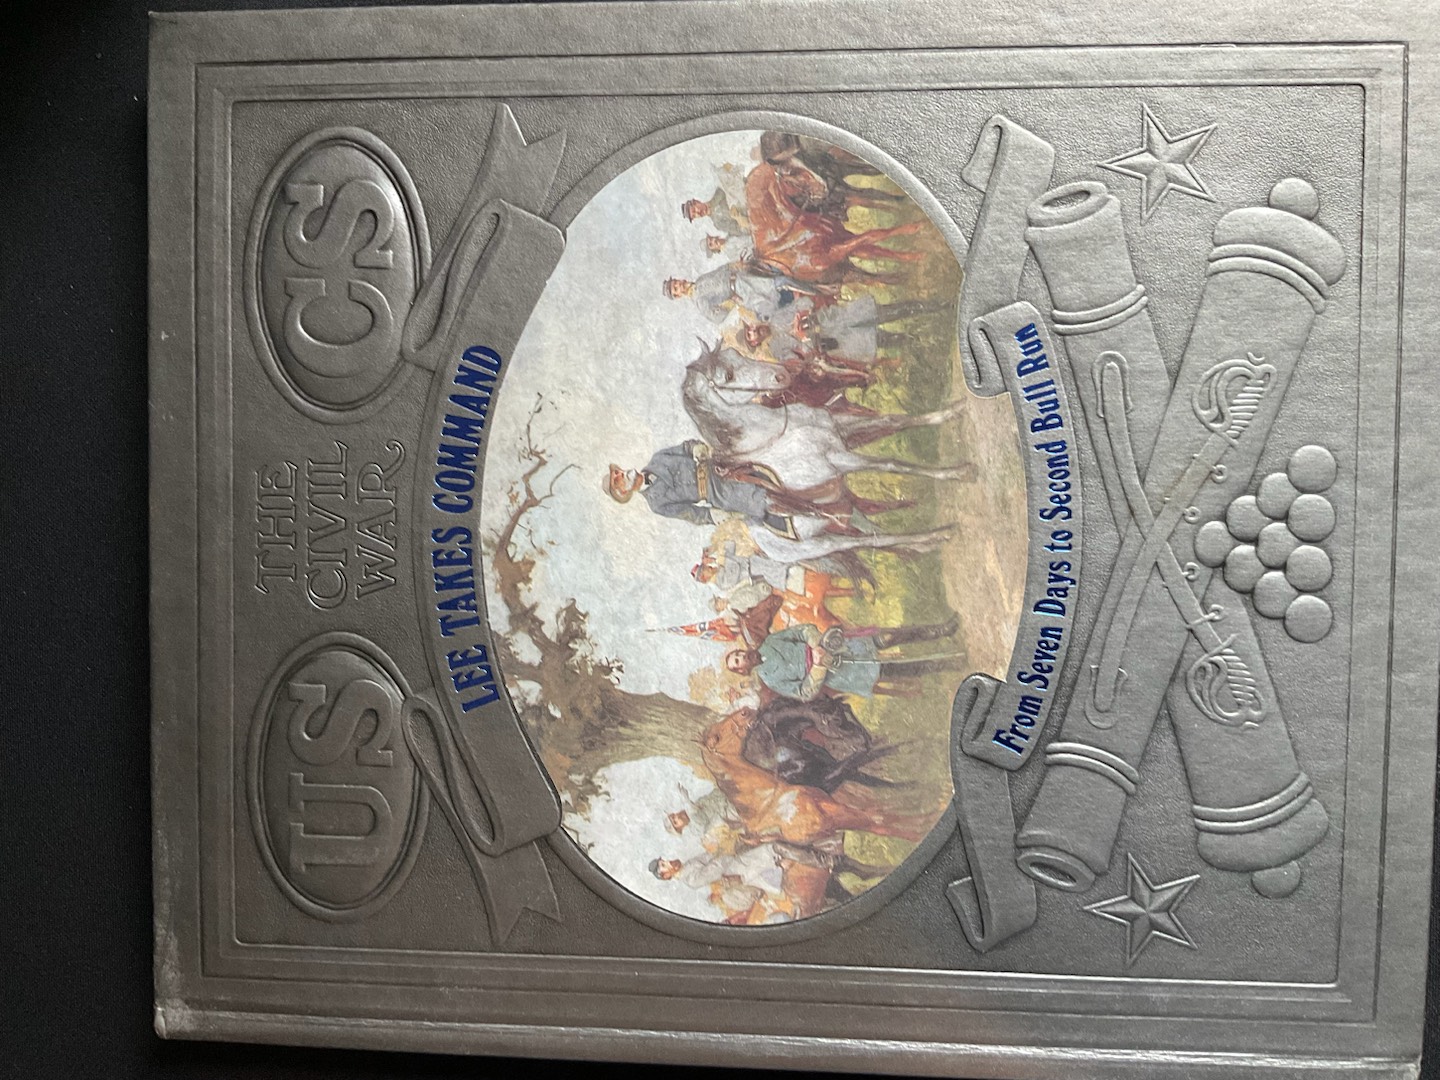 US
THE
CIVIL
WAR
CS
LEE TAKES COMMAND
From Seven Days to Second Bull Run